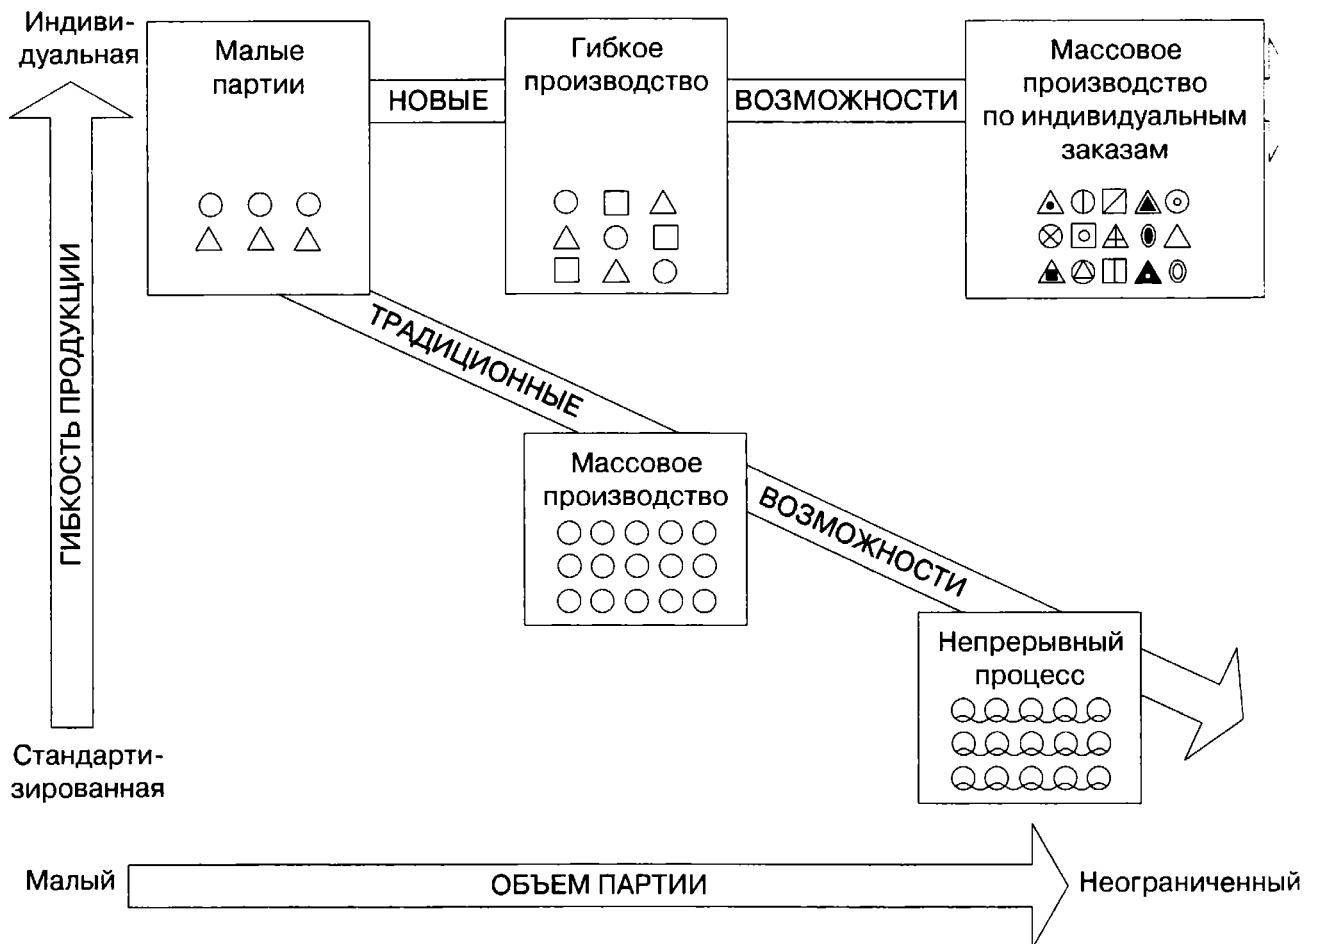 Индиви-
дуальная
Малые
партии
НОВЫЕ
Гибкое
производство
ВОЗМОЖНОСТИ
Массовое
производство
по индивидуальным
заказам
ГИБКОСТЬ ПРОДУКЦИИ
ТРАДИЦИОННЫЕ
Массовое
производство
ВОЗМОЖНОСТИ
Непрерывный
процесс
Стандарти-
зированная
Малый
ОБЪЕМ ПАРТИИ
Неограниченный